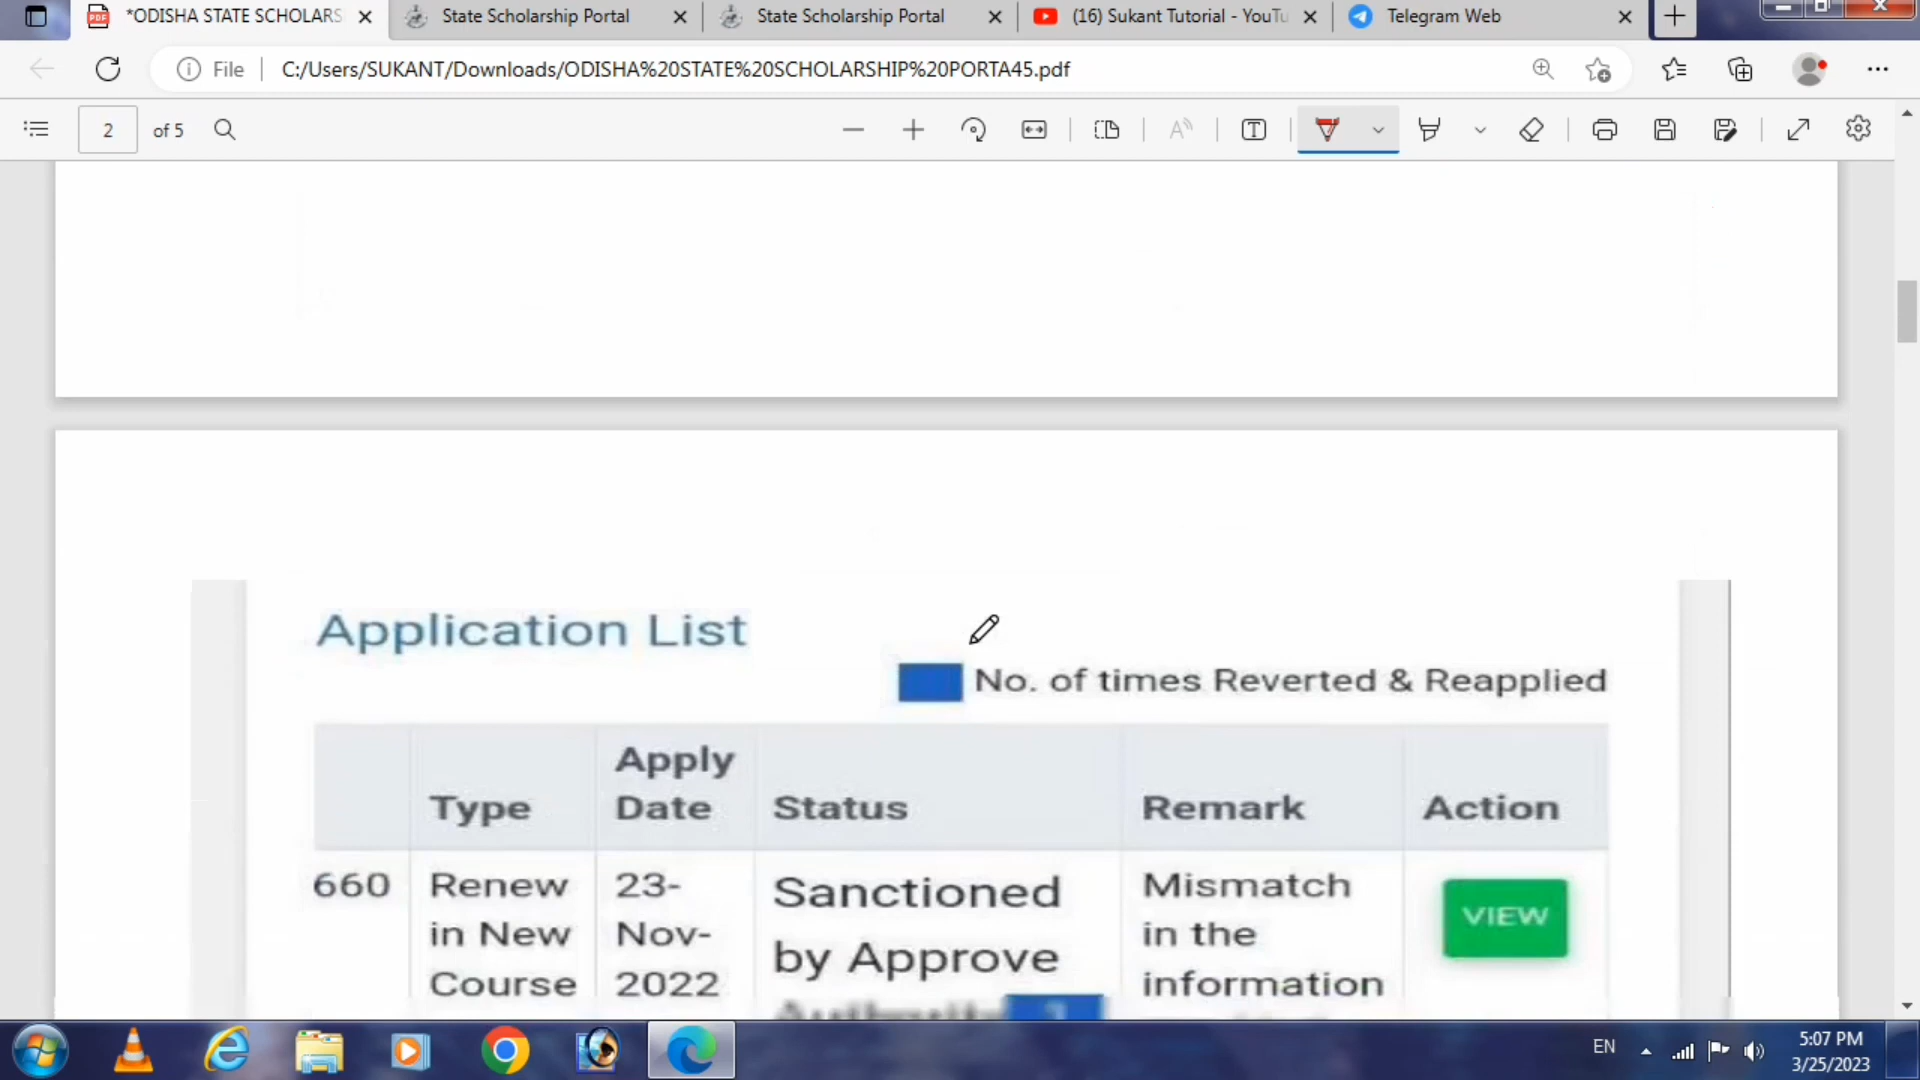 *ODISHA STATE SCHOLARS
State Scholarship Portal
State Scholarship Portal
(16) Sukant Tutorial - YouTu
Telegram Web
File
C:/Users/SUKANT/Downloads/ODISHA%20STATE%20SCHOLARSHIP%20PORTA45.pdf
2 of 5
Application List
No. of times Reverted & Reapplied
Type
Apply Date
Status
Remark
Action
660
Renew in New Course
23-Nov-2022
Sanctioned by Approve
Mismatch in the information
VIEW
EN
5:07 PM
3/25/2023